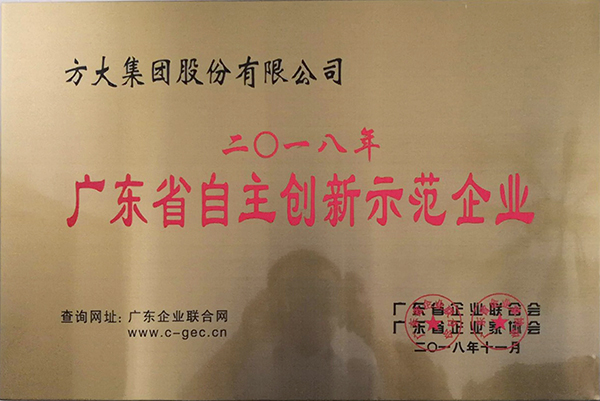 方大集团股份有限公司
二〇一八年
广东省自主创新示范企业
查询网址：广东企业联合网
www.c-gec.cn
广东省企业联合会
广东省企业家协会
二〇一八年十一月